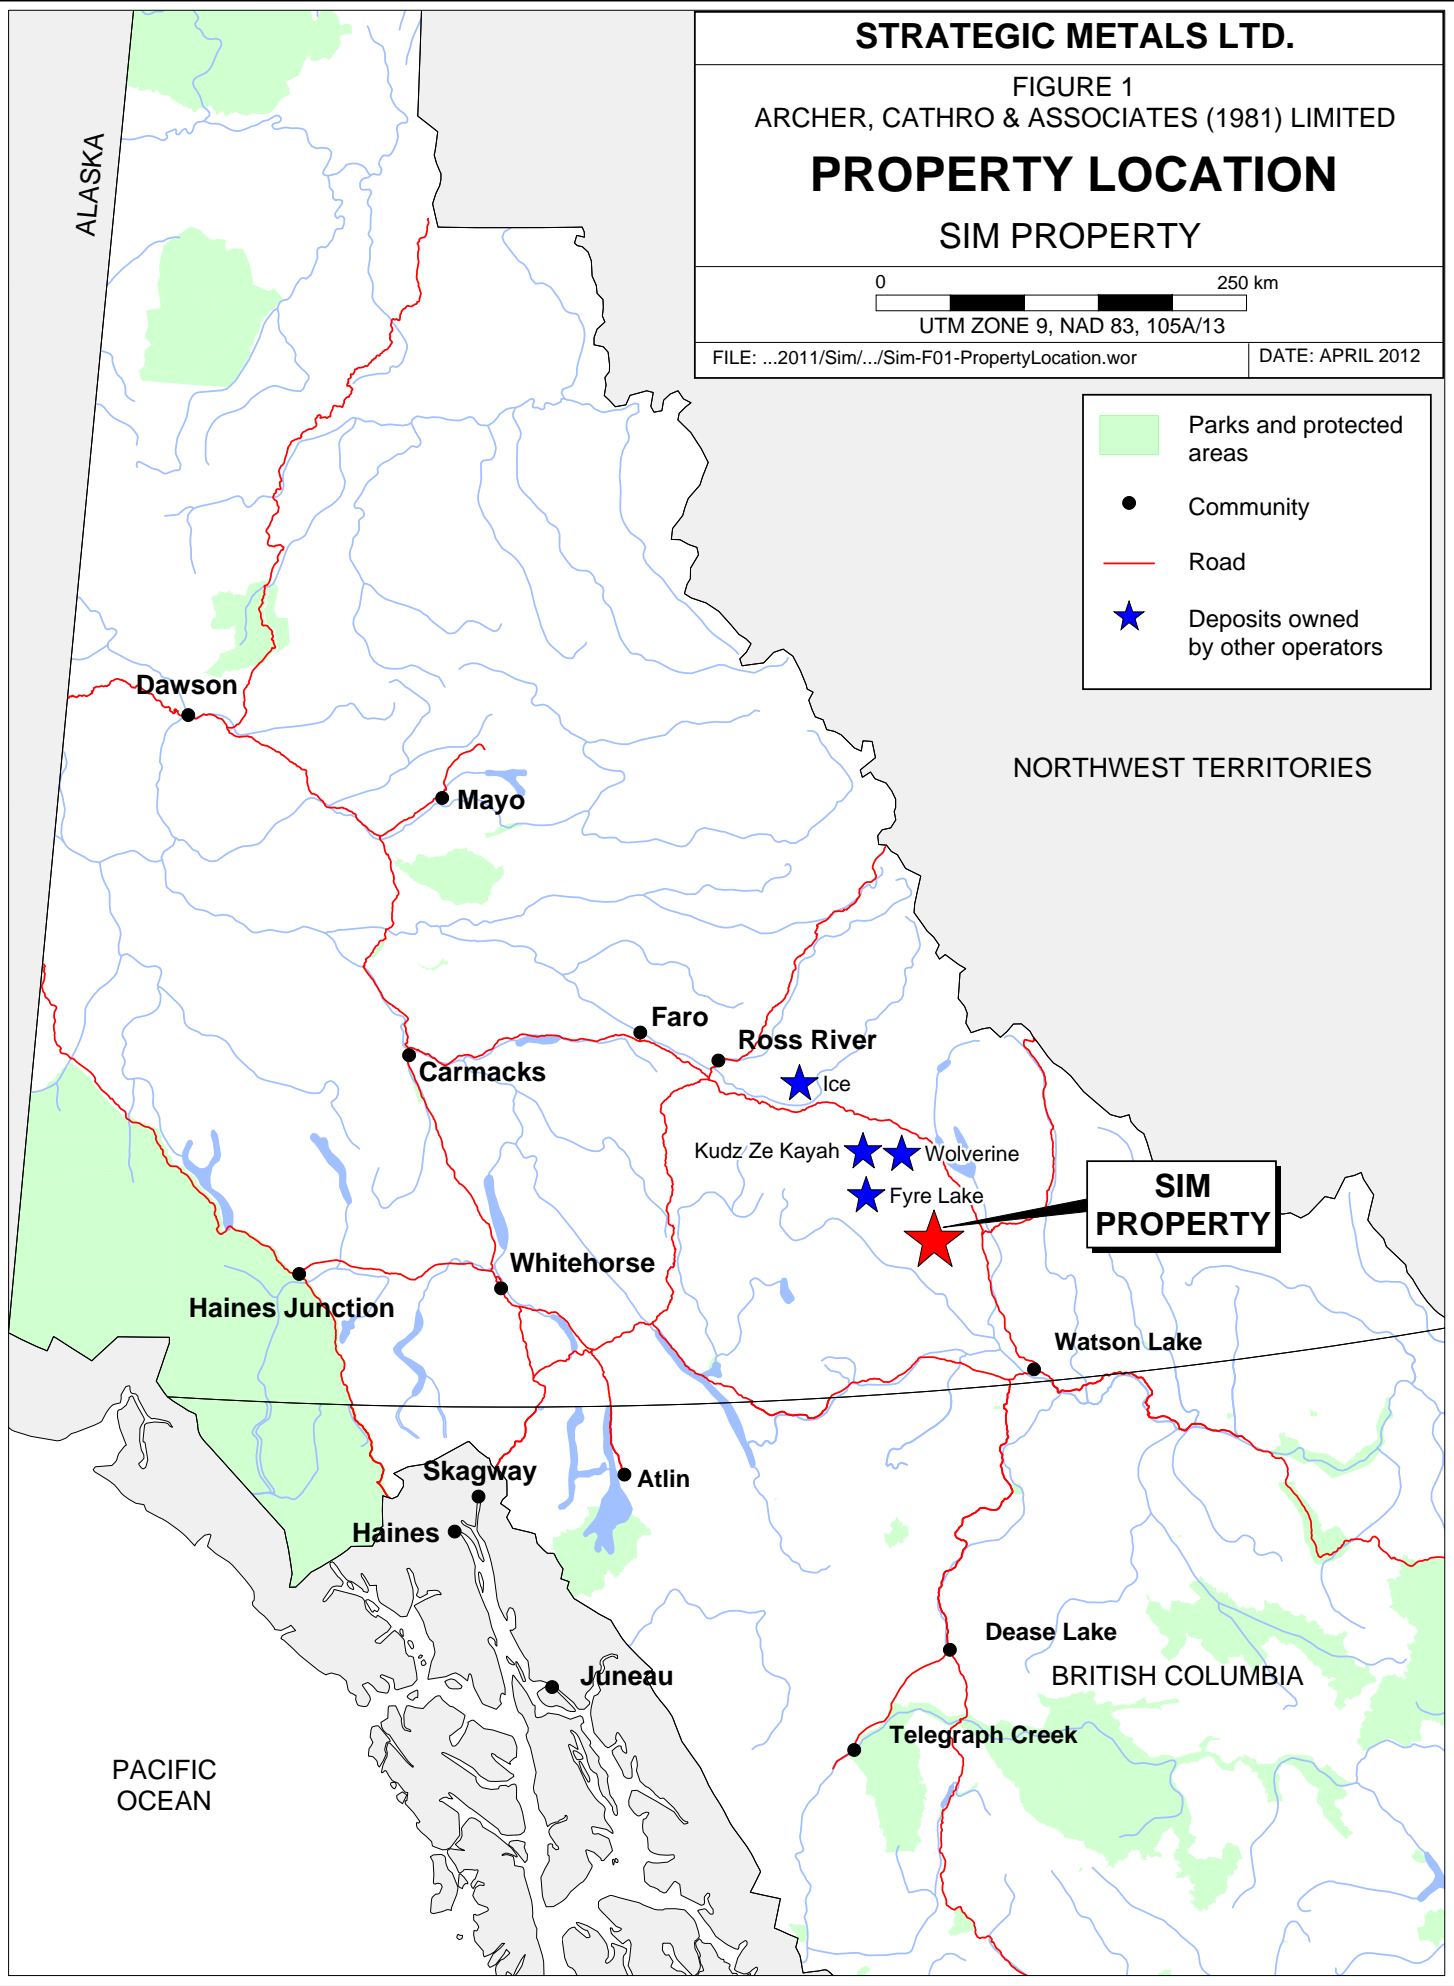 STRATEGIC METALS LTD.
FIGURE 1
ARCHER, CATHRO & ASSOCIATES (1981) LIMITED
PROPERTY LOCATION
SIM PROPERTY
0 250 km
UTM ZONE 9, NAD 83, 105A/13
FILE: ...2011/Sim/.../Sim-F01-PropertyLocation.wor
DATE: APRIL 2012
Parks and protected
areas
Community
Road
Deposits owned
by other operators
ALASKA
Dawson
NORTHWEST TERRITORIES
Mayo
Faro
Ross River
Carmacks
Ice
Kudz Ze Kayah
Wolverine
Fyre Lake
SIM
PROPERTY
Whitehorse
Haines Junction
Watson Lake
Skagway
Atlin
Haines
Dease Lake
Juneau
BRITISH COLUMBIA
Telegraph Creek
PACIFIC
OCEAN